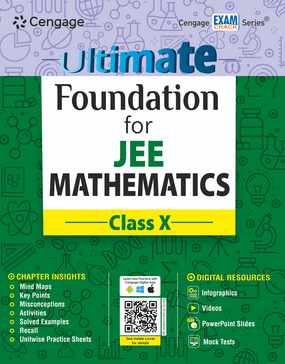 Cengage
Cengage EXAM CRACK Series®
Ultimate
Foundation
for
JEE
MATHEMATICS
Class X
CHAPTER INSIGHTS
Mind Maps
Key Points
Misconceptions
Activities
Solved Examples
Recall
Unitwise Practice Sheets
Learn and Practice with
Cengage Digital App
See inside cover
for details
DIGITAL RESOURCES
Infographics
Videos
PowerPoint Slides
Mock Tests